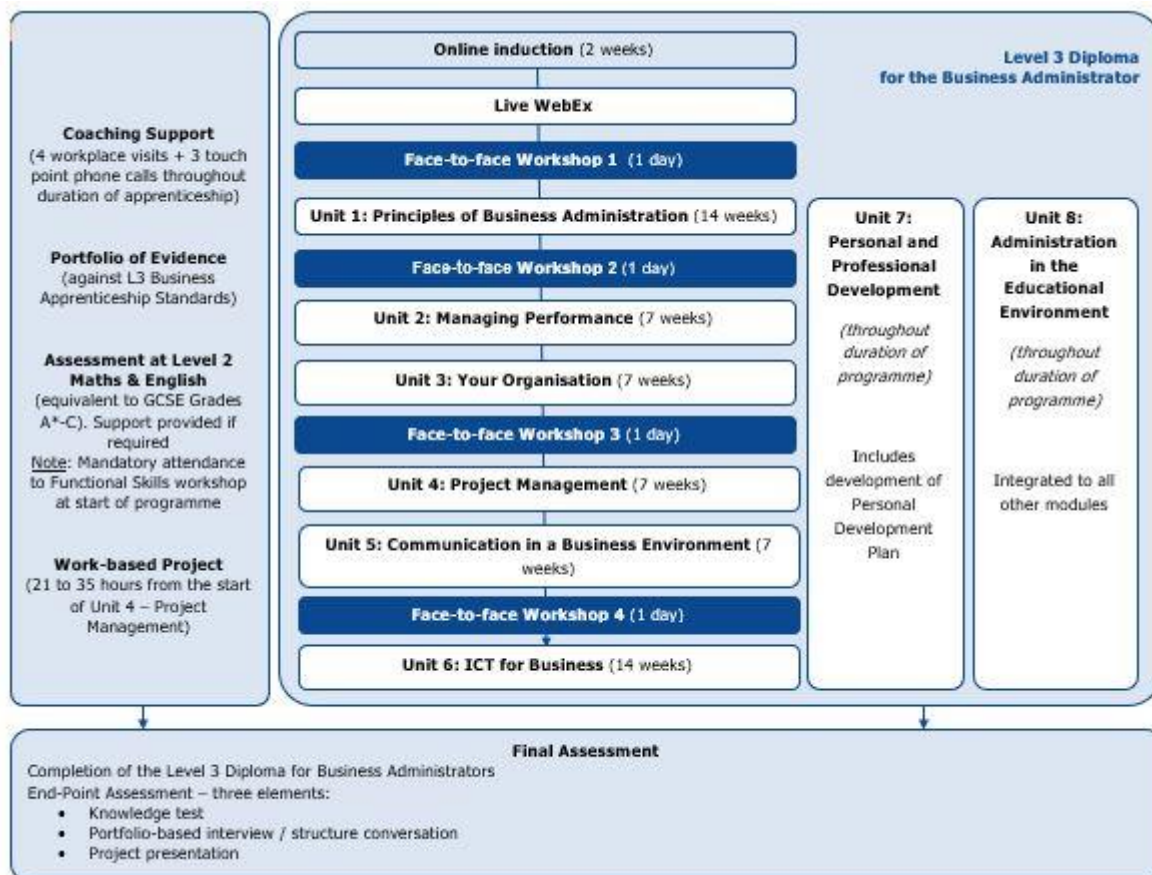 Coaching Support
(4 workplace visits + 3 touch
point phone calls throughout
duration of apprenticeship)
Portfolio of Evidence
(against L3 Business
Apprenticeship Standards)
Assessment at Level 2
Maths & English
(equivalent to GCSE Grades
A*-C). Support provided if
required
Note: Mandatory attendance
to Functional Skills workshop
at start of programme
Work-based Project
(21 to 35 hours from the start
of Unit 4 – Project
Management)
Level 3 Diploma
for the Business Administrator
Online induction (2 weeks)
Live WebEx
Face-to-face Workshop 1 (1 day)
Unit 1: Principles of Business Administration (14 weeks)
Face-to-face Workshop 2 (1 day)
Unit 2: Managing Performance (7 weeks)
Unit 3: Your Organisation (7 weeks)
Face-to-face Workshop 3 (1 day)
Unit 4: Project Management (7 weeks)
Unit 5: Communication in a Business Environment (7
weeks)
Face-to-face Workshop 4 (1 day)
Unit 6: ICT for Business (14 weeks)
Unit 7:
Personal and
Professional
Development
(throughout
duration of
programme)
Includes
development of
Personal
Development
Plan
Unit 8:
Administration
in the
Educational
Environment
(throughout
duration of
programme)
Integrated to all
other modules
Final Assessment
Completion of the Level 3 Diploma for Business Administrators
End-Point Assessment – three elements:
• Knowledge test
• Portfolio-based interview / structure conversation
• Project presentation